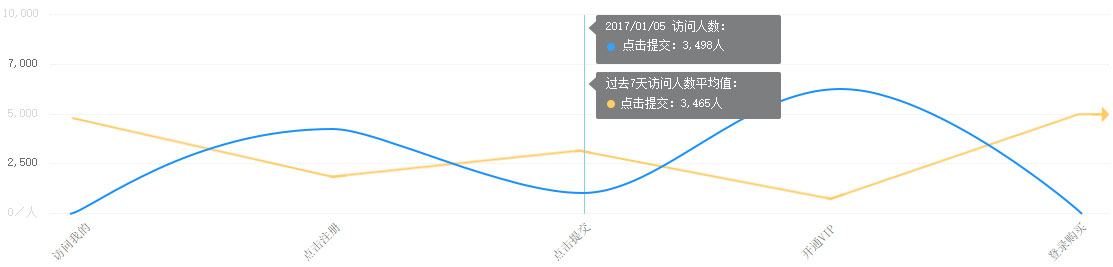 10,000
7,000
5,000
2,500
0／人
2017/01/05 访问人数：
点击提交：3,498人
过去7天访问人数平均值：
点击提交：3,465人
访问我的
点击注册
点击提交
开通VIP
登录购买